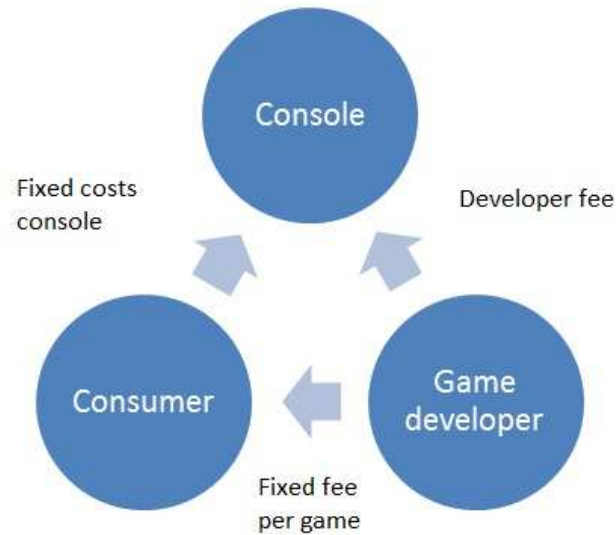 Console
Fixed costs
console
Developer fee
Consumer
Game
developer
Fixed fee
per game